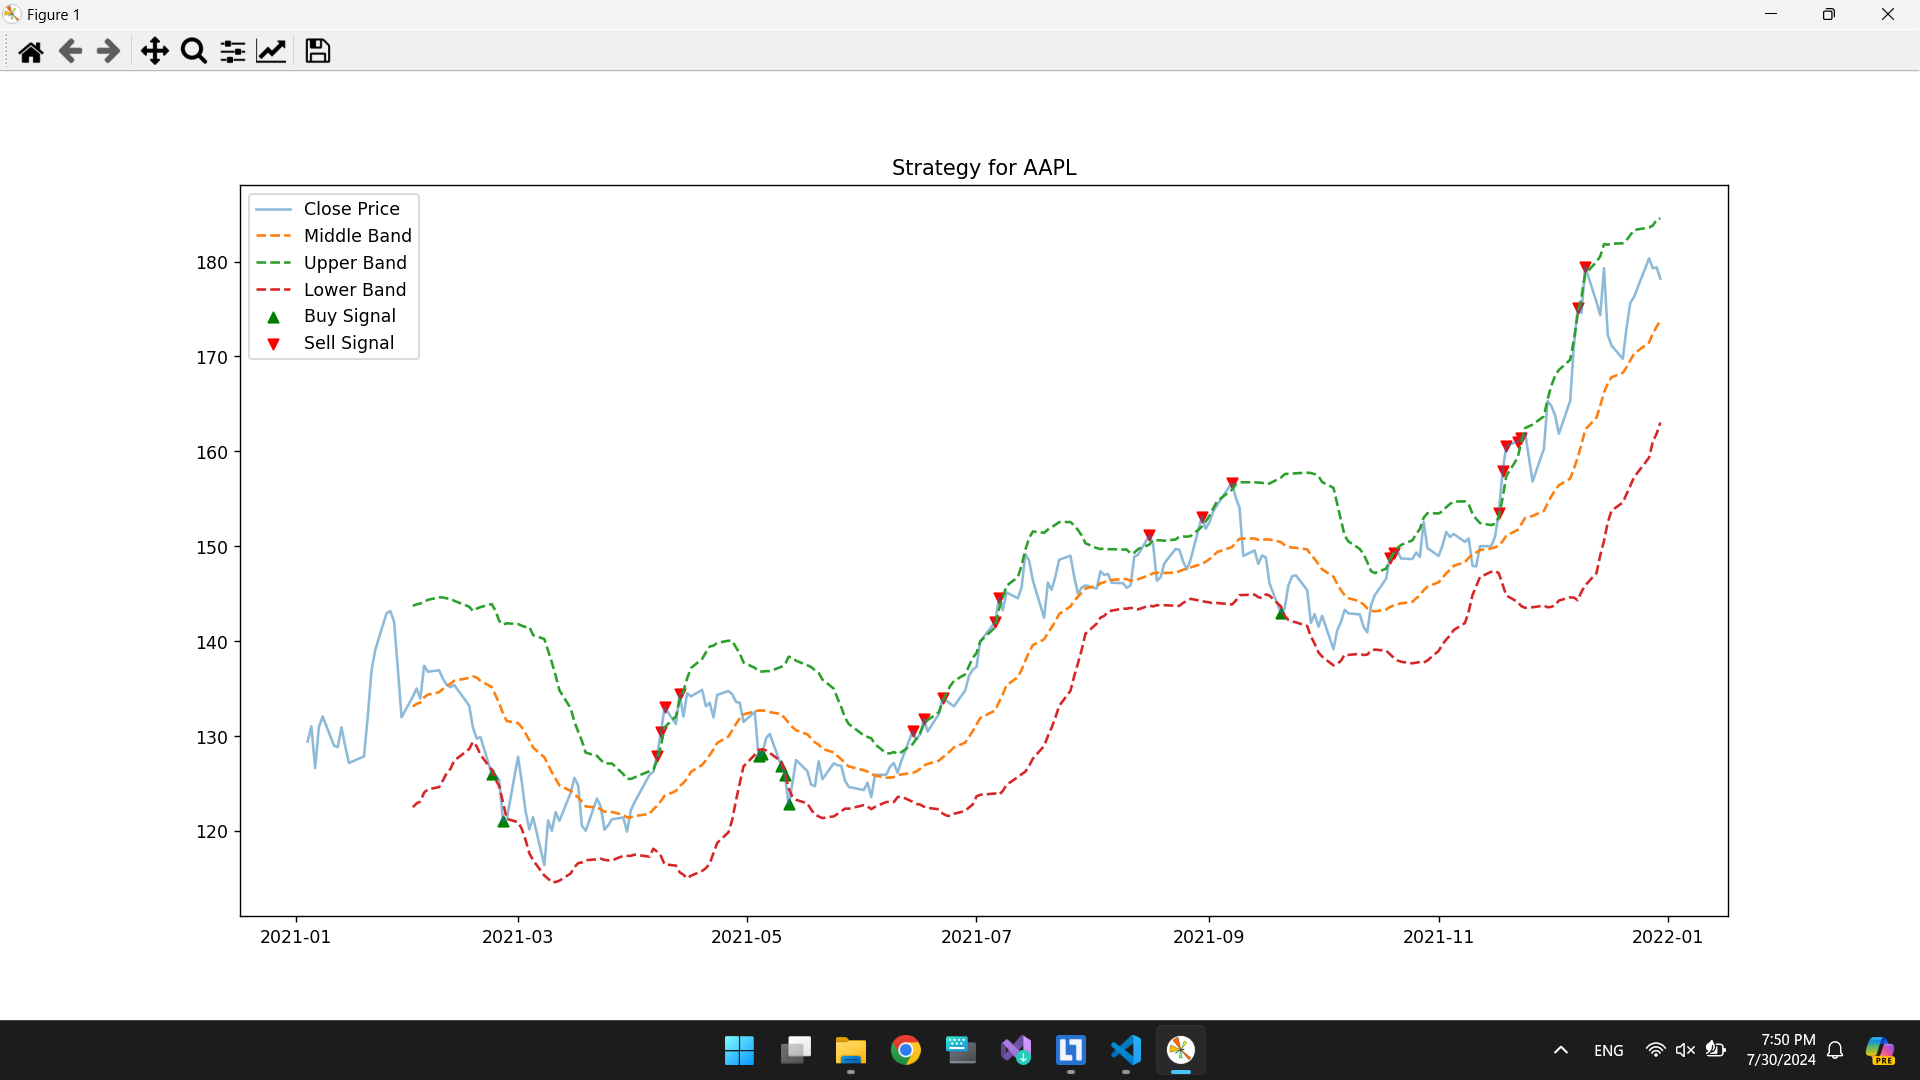 Figure 1
Strategy for AAPL
Close Price
Middle Band
Upper Band
Lower Band
Buy Signal
Sell Signal
180
170
160
150
140
130
120
2021-01 2021-03 2021-05 2021-07 2021-09 2021-11 2022-01
ENG
7:50 PM
7/30/2024
PRE